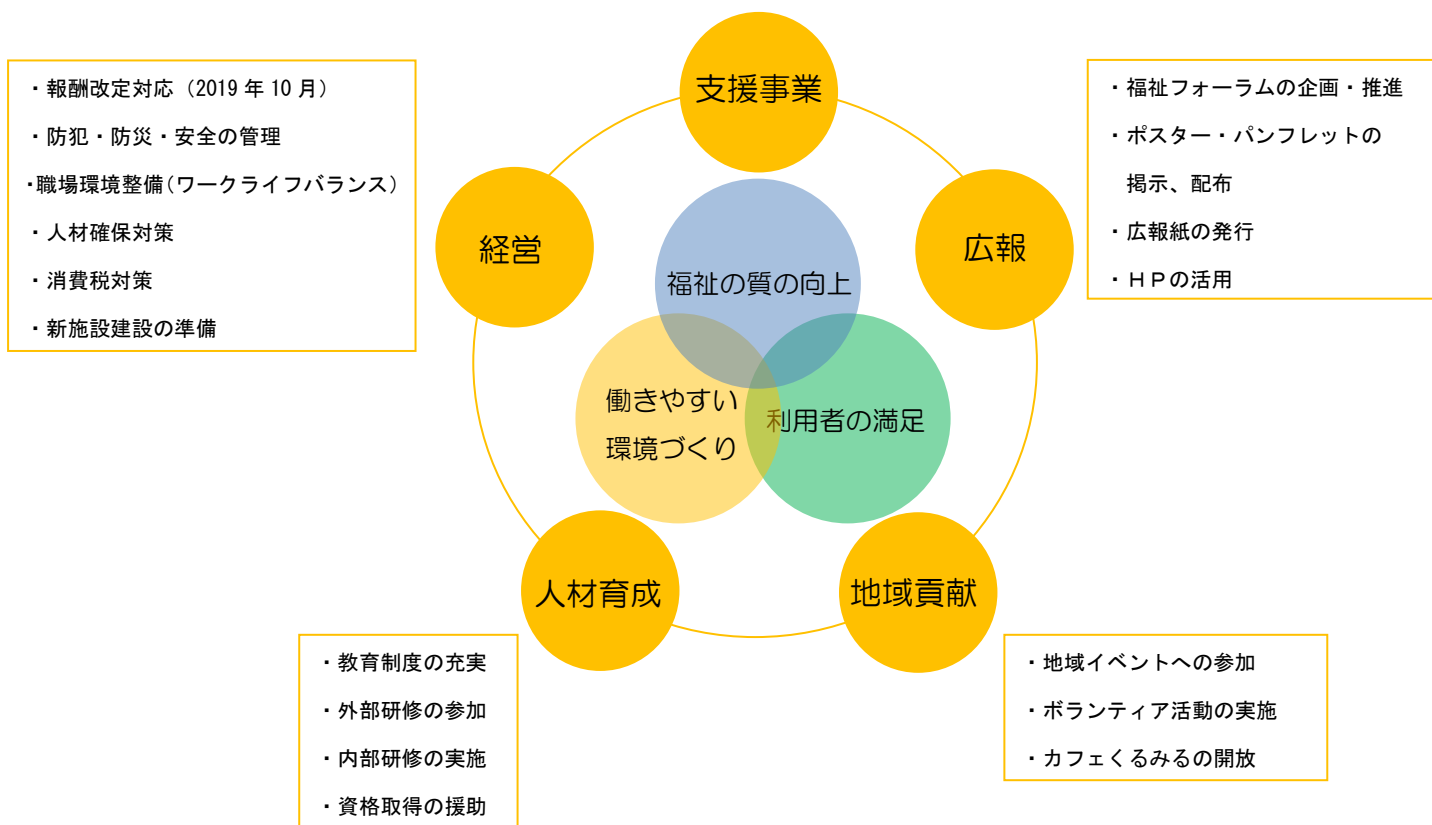 支援事業
・報酬改定対応（2019年10月）
・防犯・防災・安全の管理
・職場環境整備（ワークライフバランス）
・人材確保対策
・消費税対策
・新施設建設の準備
経営
広報
・福祉フォーラムの企画・推進
・ポスター・パンフレットの
掲示、配布
・広報紙の発行
・ＨＰの活用
福祉の質の向上
働きやすい
環境づくり
利用者の満足
人材育成
地域貢献
・教育制度の充実
・外部研修の参加
・内部研修の実施
・資格取得の援助
・地域イベントへの参加
・ボランティア活動の実施
・カフェくるみるの開放